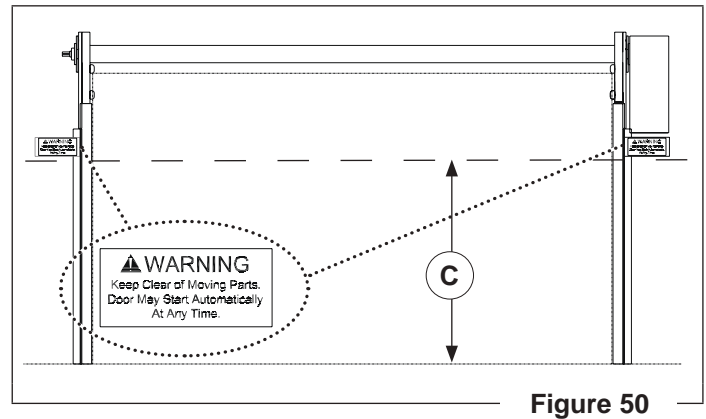 WARNING
Keep Clear of Moving Parts.
Door May Start Automatically
At Any Time.
C
Figure 50